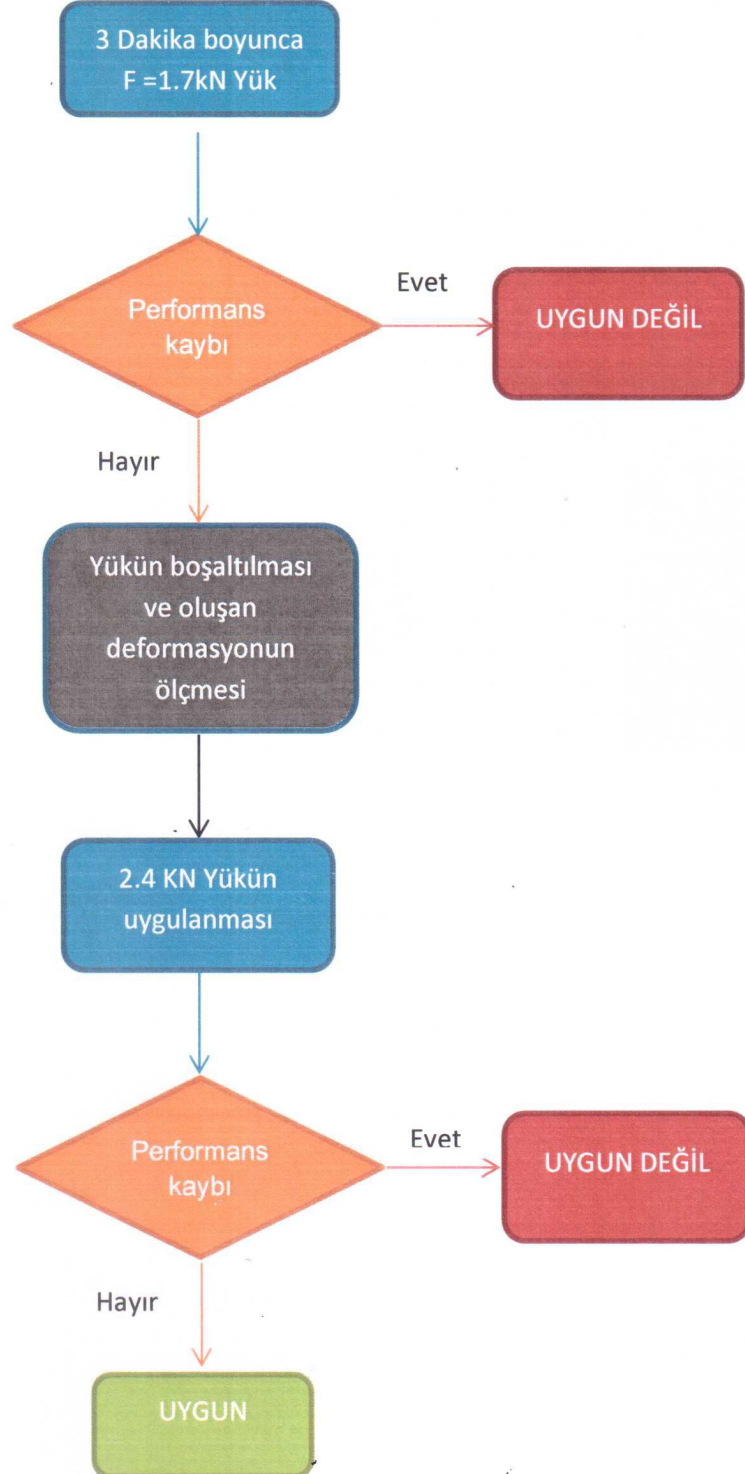 3 Dakika boyunca
F =1.7kN Yük
Performans
kaybı
Evet
UYGUN DEĞİL
Hayır
Yükün boşaltılması
ve oluşan
deformasyonun
ölçmesi
2.4 KN Yükün
uygulanması
Performans
kaybı
Evet
UYGUN DEĞİL
Hayır
UYGUN